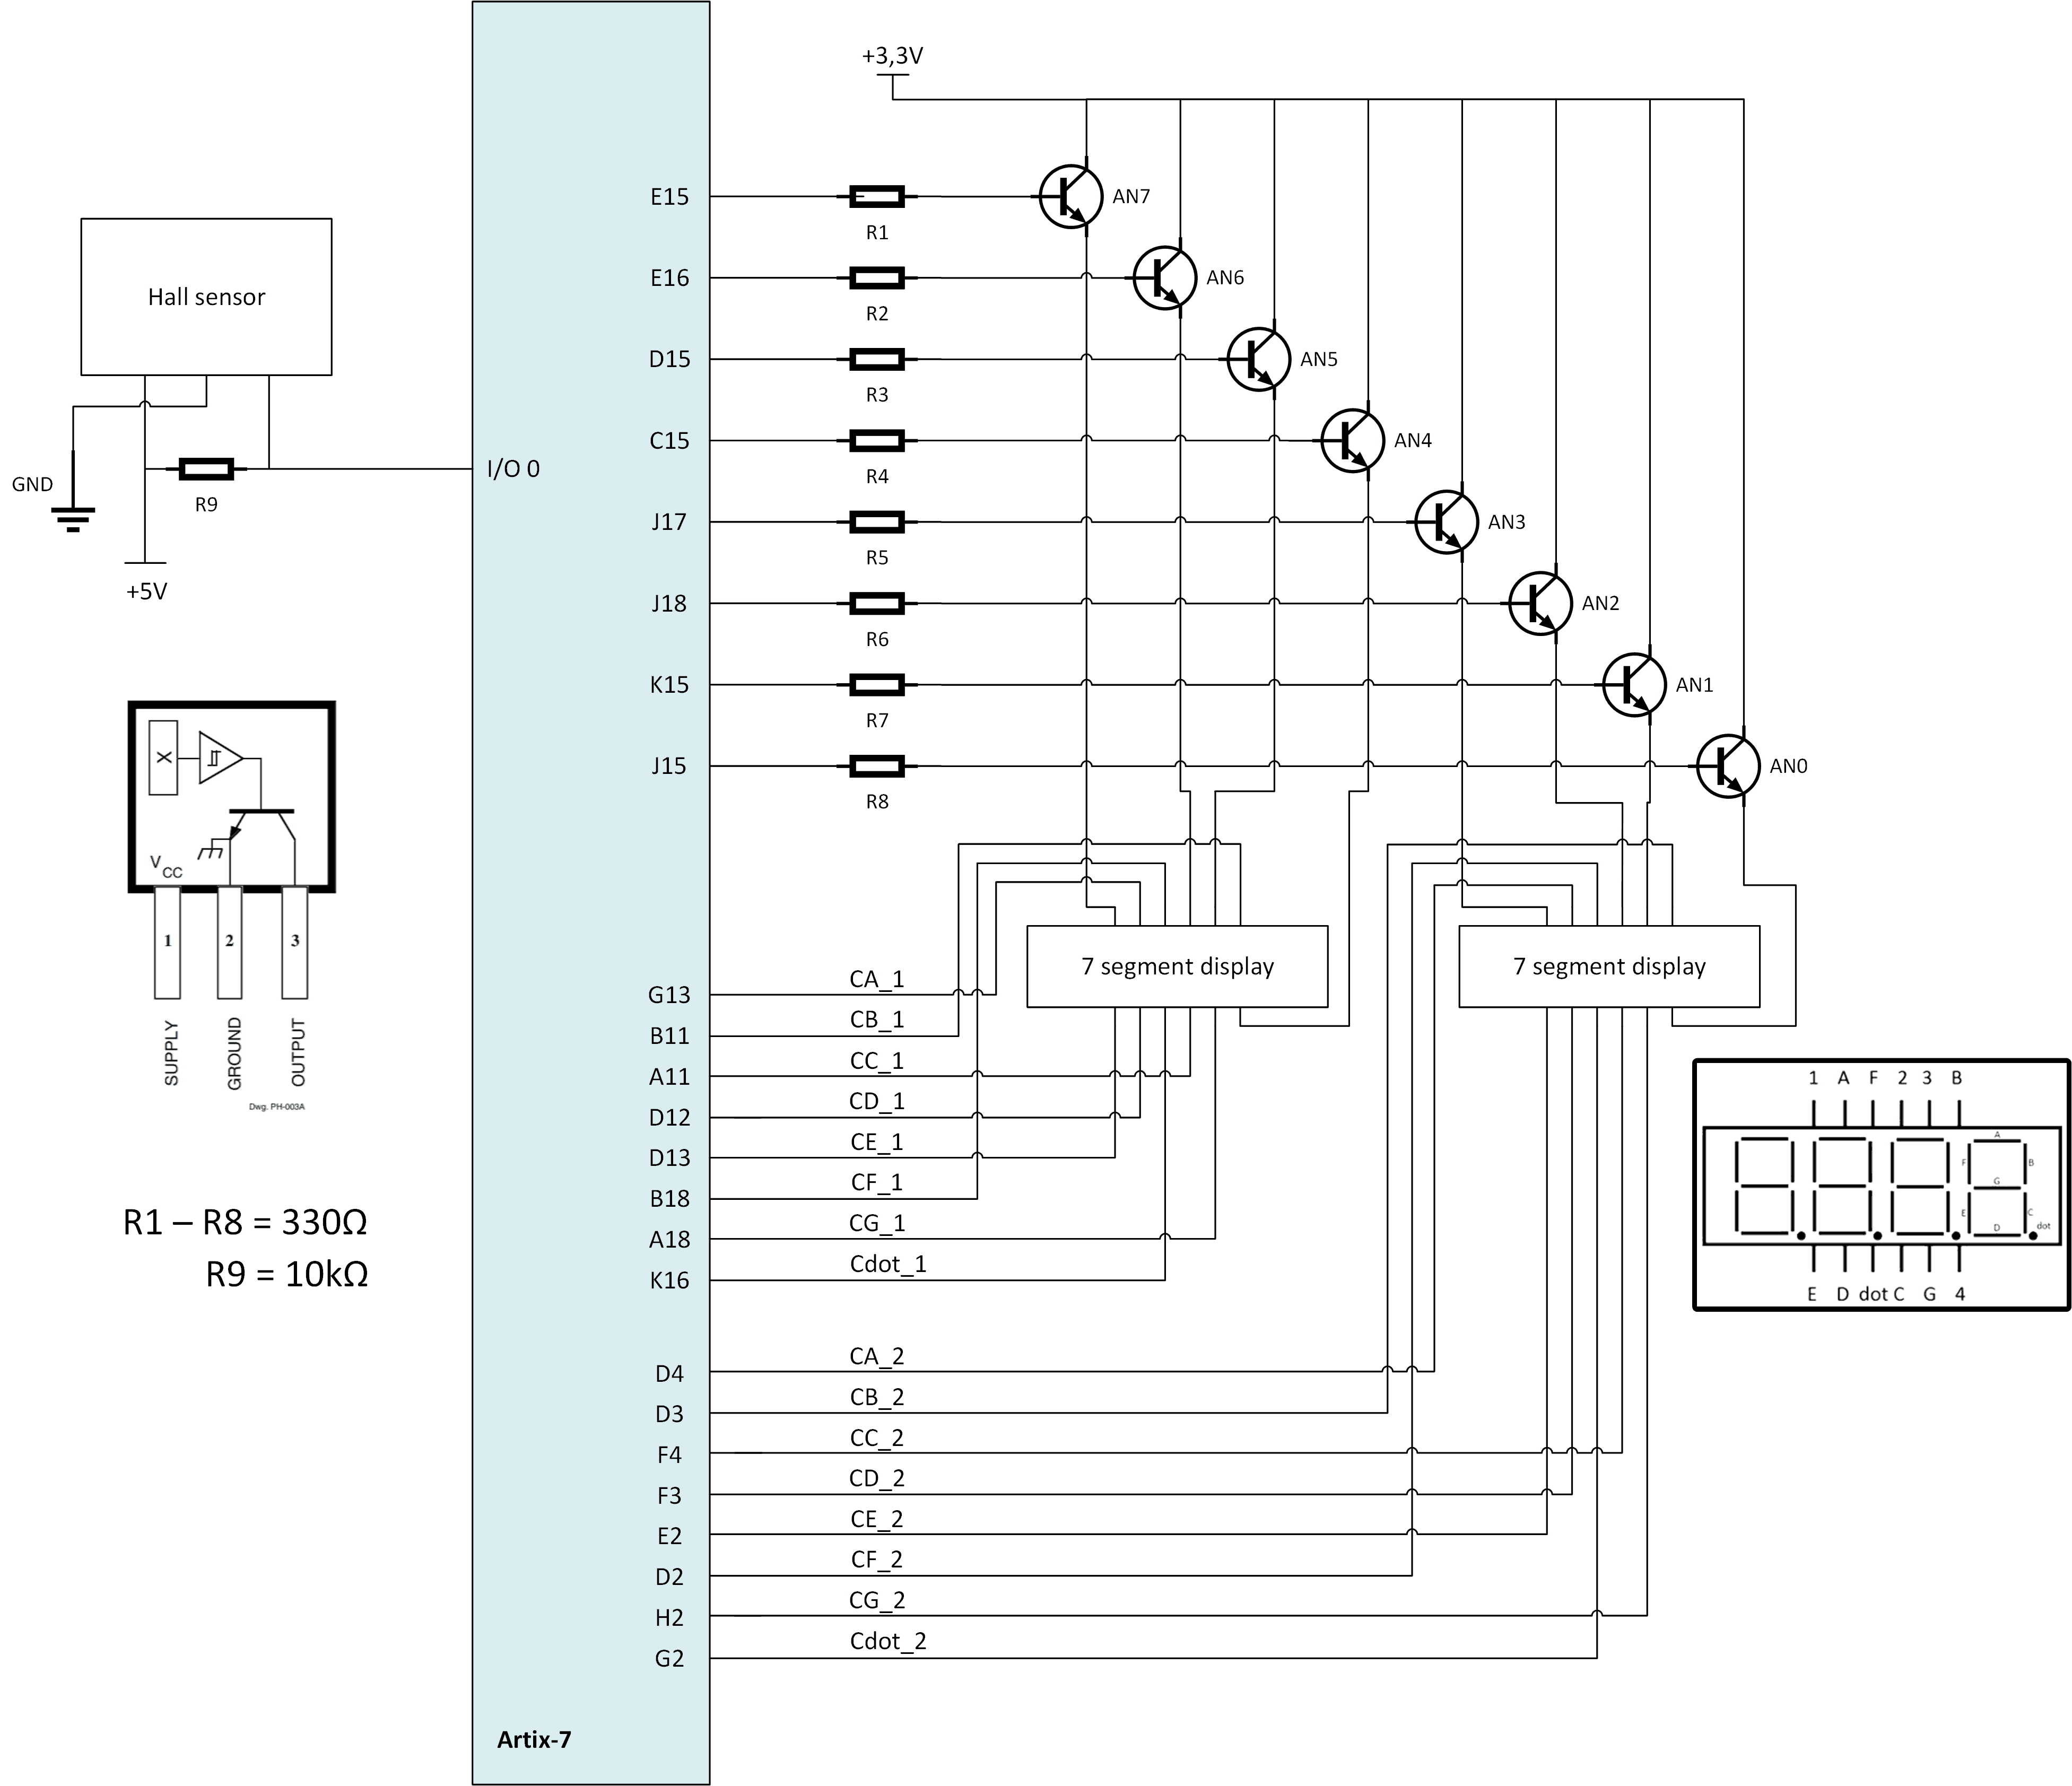 +3,3V
E15
R1
AN7
E16
R2
AN6
Hall sensor
D15
R3
AN5
C15
R4
AN4
I/O 0
GND
R9
+5V
J17
R5
AN3
J18
R6
AN2
K15
R7
AN1
J15
R8
AN0
X
V
CC
1
2
3
SUPPLY
GROUND
OUTPUT
Dwg. PH-003A
7 segment display
7 segment display
G13
CA_1
B11
CB_1
A11
CC_1
D12
CD_1
D13
CE_1
B18
CF_1
A18
CG_1
K16
Cdot_1
1 A F 2 3 B
A
F
B
G
E
C
D
dot
E D dot C G 4
R1 – R8 = 330Ω
R9 = 10kΩ
D4
CA_2
D3
CB_2
F4
CC_2
F3
CD_2
E2
CE_2
D2
CF_2
H2
CG_2
G2
Cdot_2
Artix-7